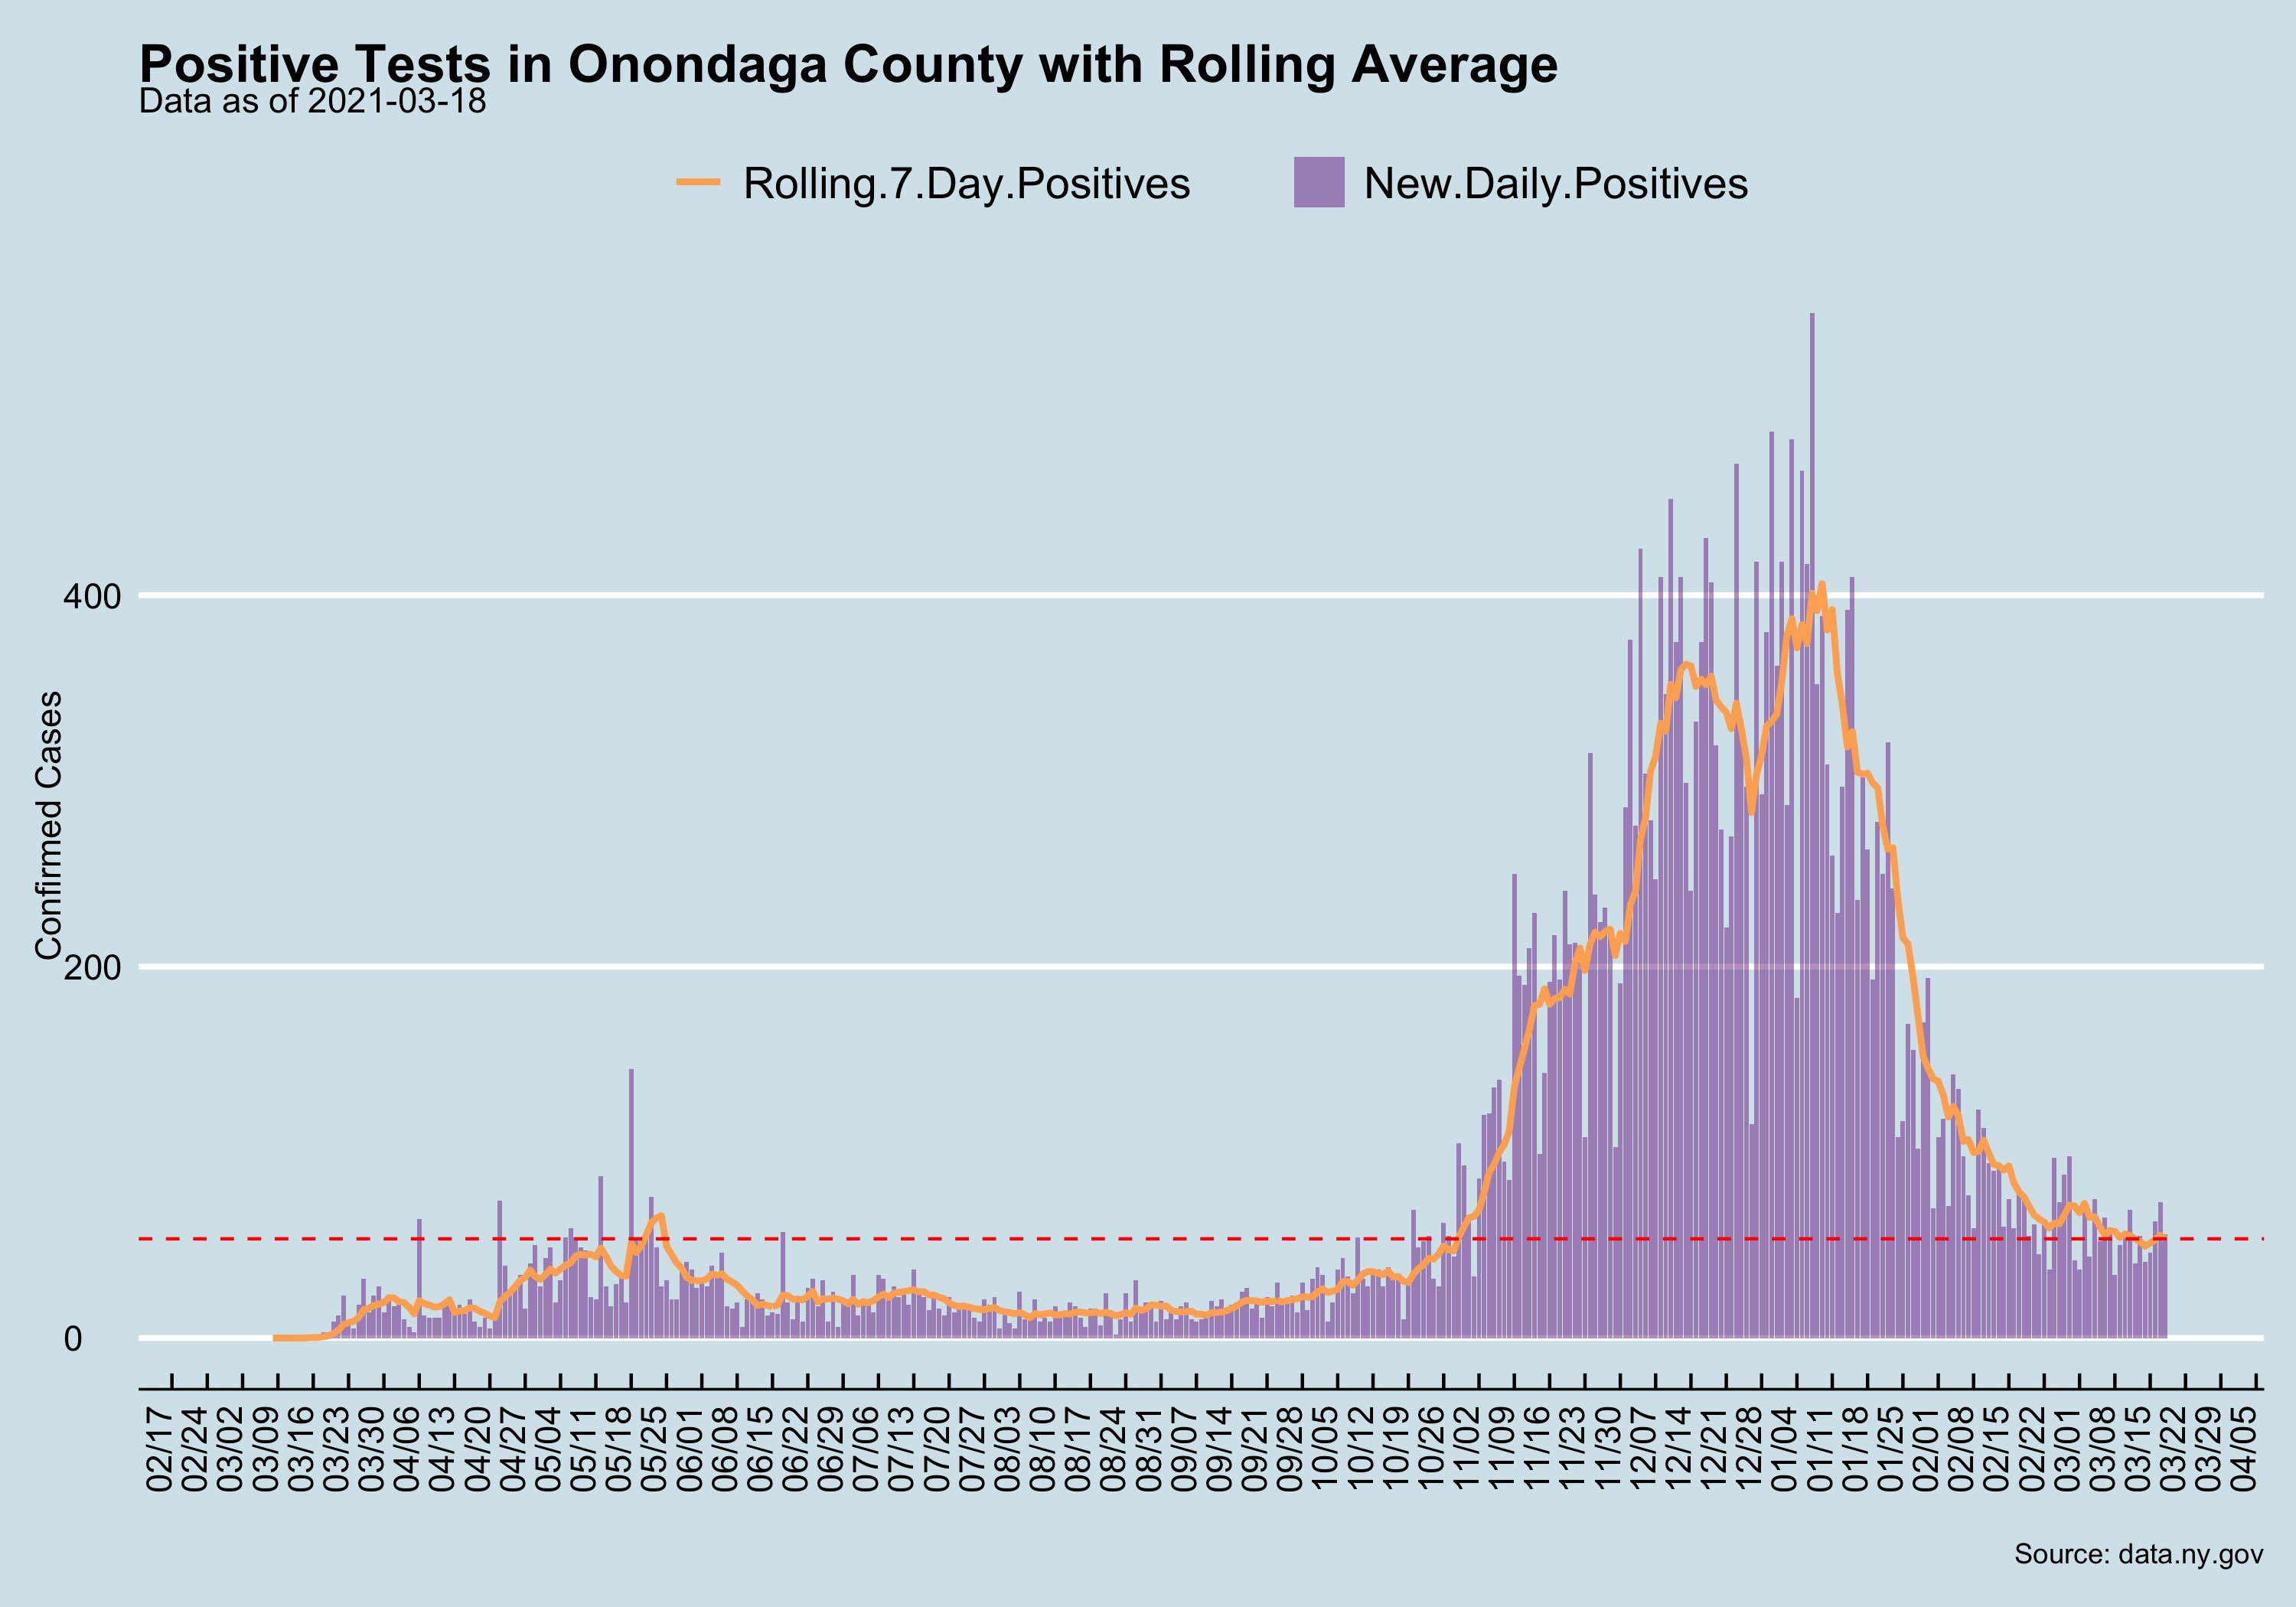 Positive Tests in Onondaga County with Rolling Average
Data as of 2021-03-18
Rolling.7.Day.Positives New.Daily.Positives
400
200
0
Confirmed Cases
02/17 02/24 03/02 03/09 03/16 03/23 03/30 04/06 04/13 04/20 04/27 05/04 05/11 05/18 05/25 06/01 06/08 06/15 06/22 06/29 07/06 07/13 07/20 07/27 08/03 08/10 08/17 08/24 08/31 09/07 09/14 09/21 09/28 10/05 10/12 10/19 10/26 11/02 11/09 11/16 11/23 11/30 12/07 12/14 12/21 12/28 01/04 01/11 01/18 01/25 02/01 02/08 02/15 02/22 03/01 03/08 03/15 03/22 03/29 04/05
Source: data.ny.gov